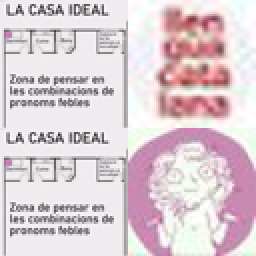 LA CASA IDEAL
Zona de pensar en
les combinacions de
pronoms febles
llen
gua
cata
lana
LA CASA IDEAL
Zona de pensar en
les combinacions de
pronoms febles